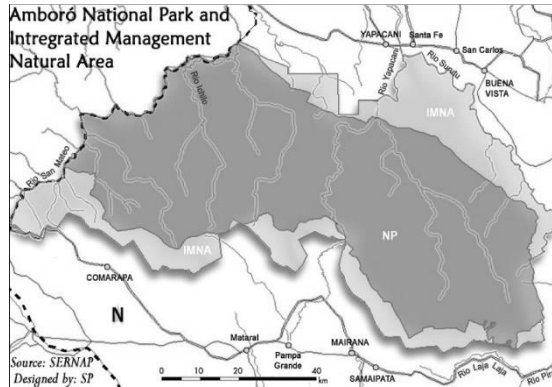 Amboró National Park and
Intregrated Management
Natural Area
YAPACANI
Santa Fe
San Carlos
BUENA
VISTA
Rio Yapacani
Rio Surutu
Rio Ichilo
IMNA
Rio San Mateo
NP
IMNA
COMARAPA
N
Mataral
Pampa
Grande
MAIRANA
SAMAIPATA
Rio Laja Laja
Source: SERNAP
Designed by: SP
0 10 20 40
km